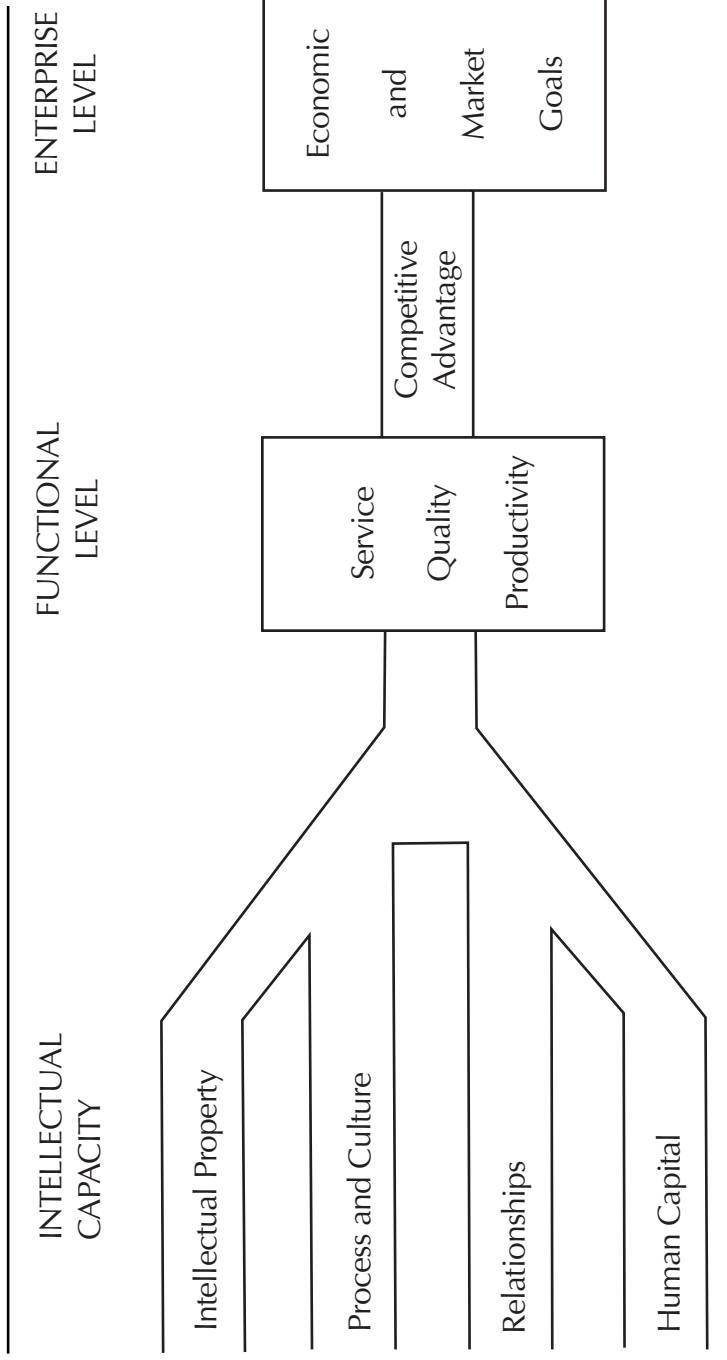 INTELLECTUAL
CAPACITY
FUNCTIONAL
LEVEL
ENTERPRISE
LEVEL
Intellectual Property
Process and Culture
Relationships
Human Capital
Service
Quality
Productivity
Competitive
Advantage
Economic
and
Market
Goals